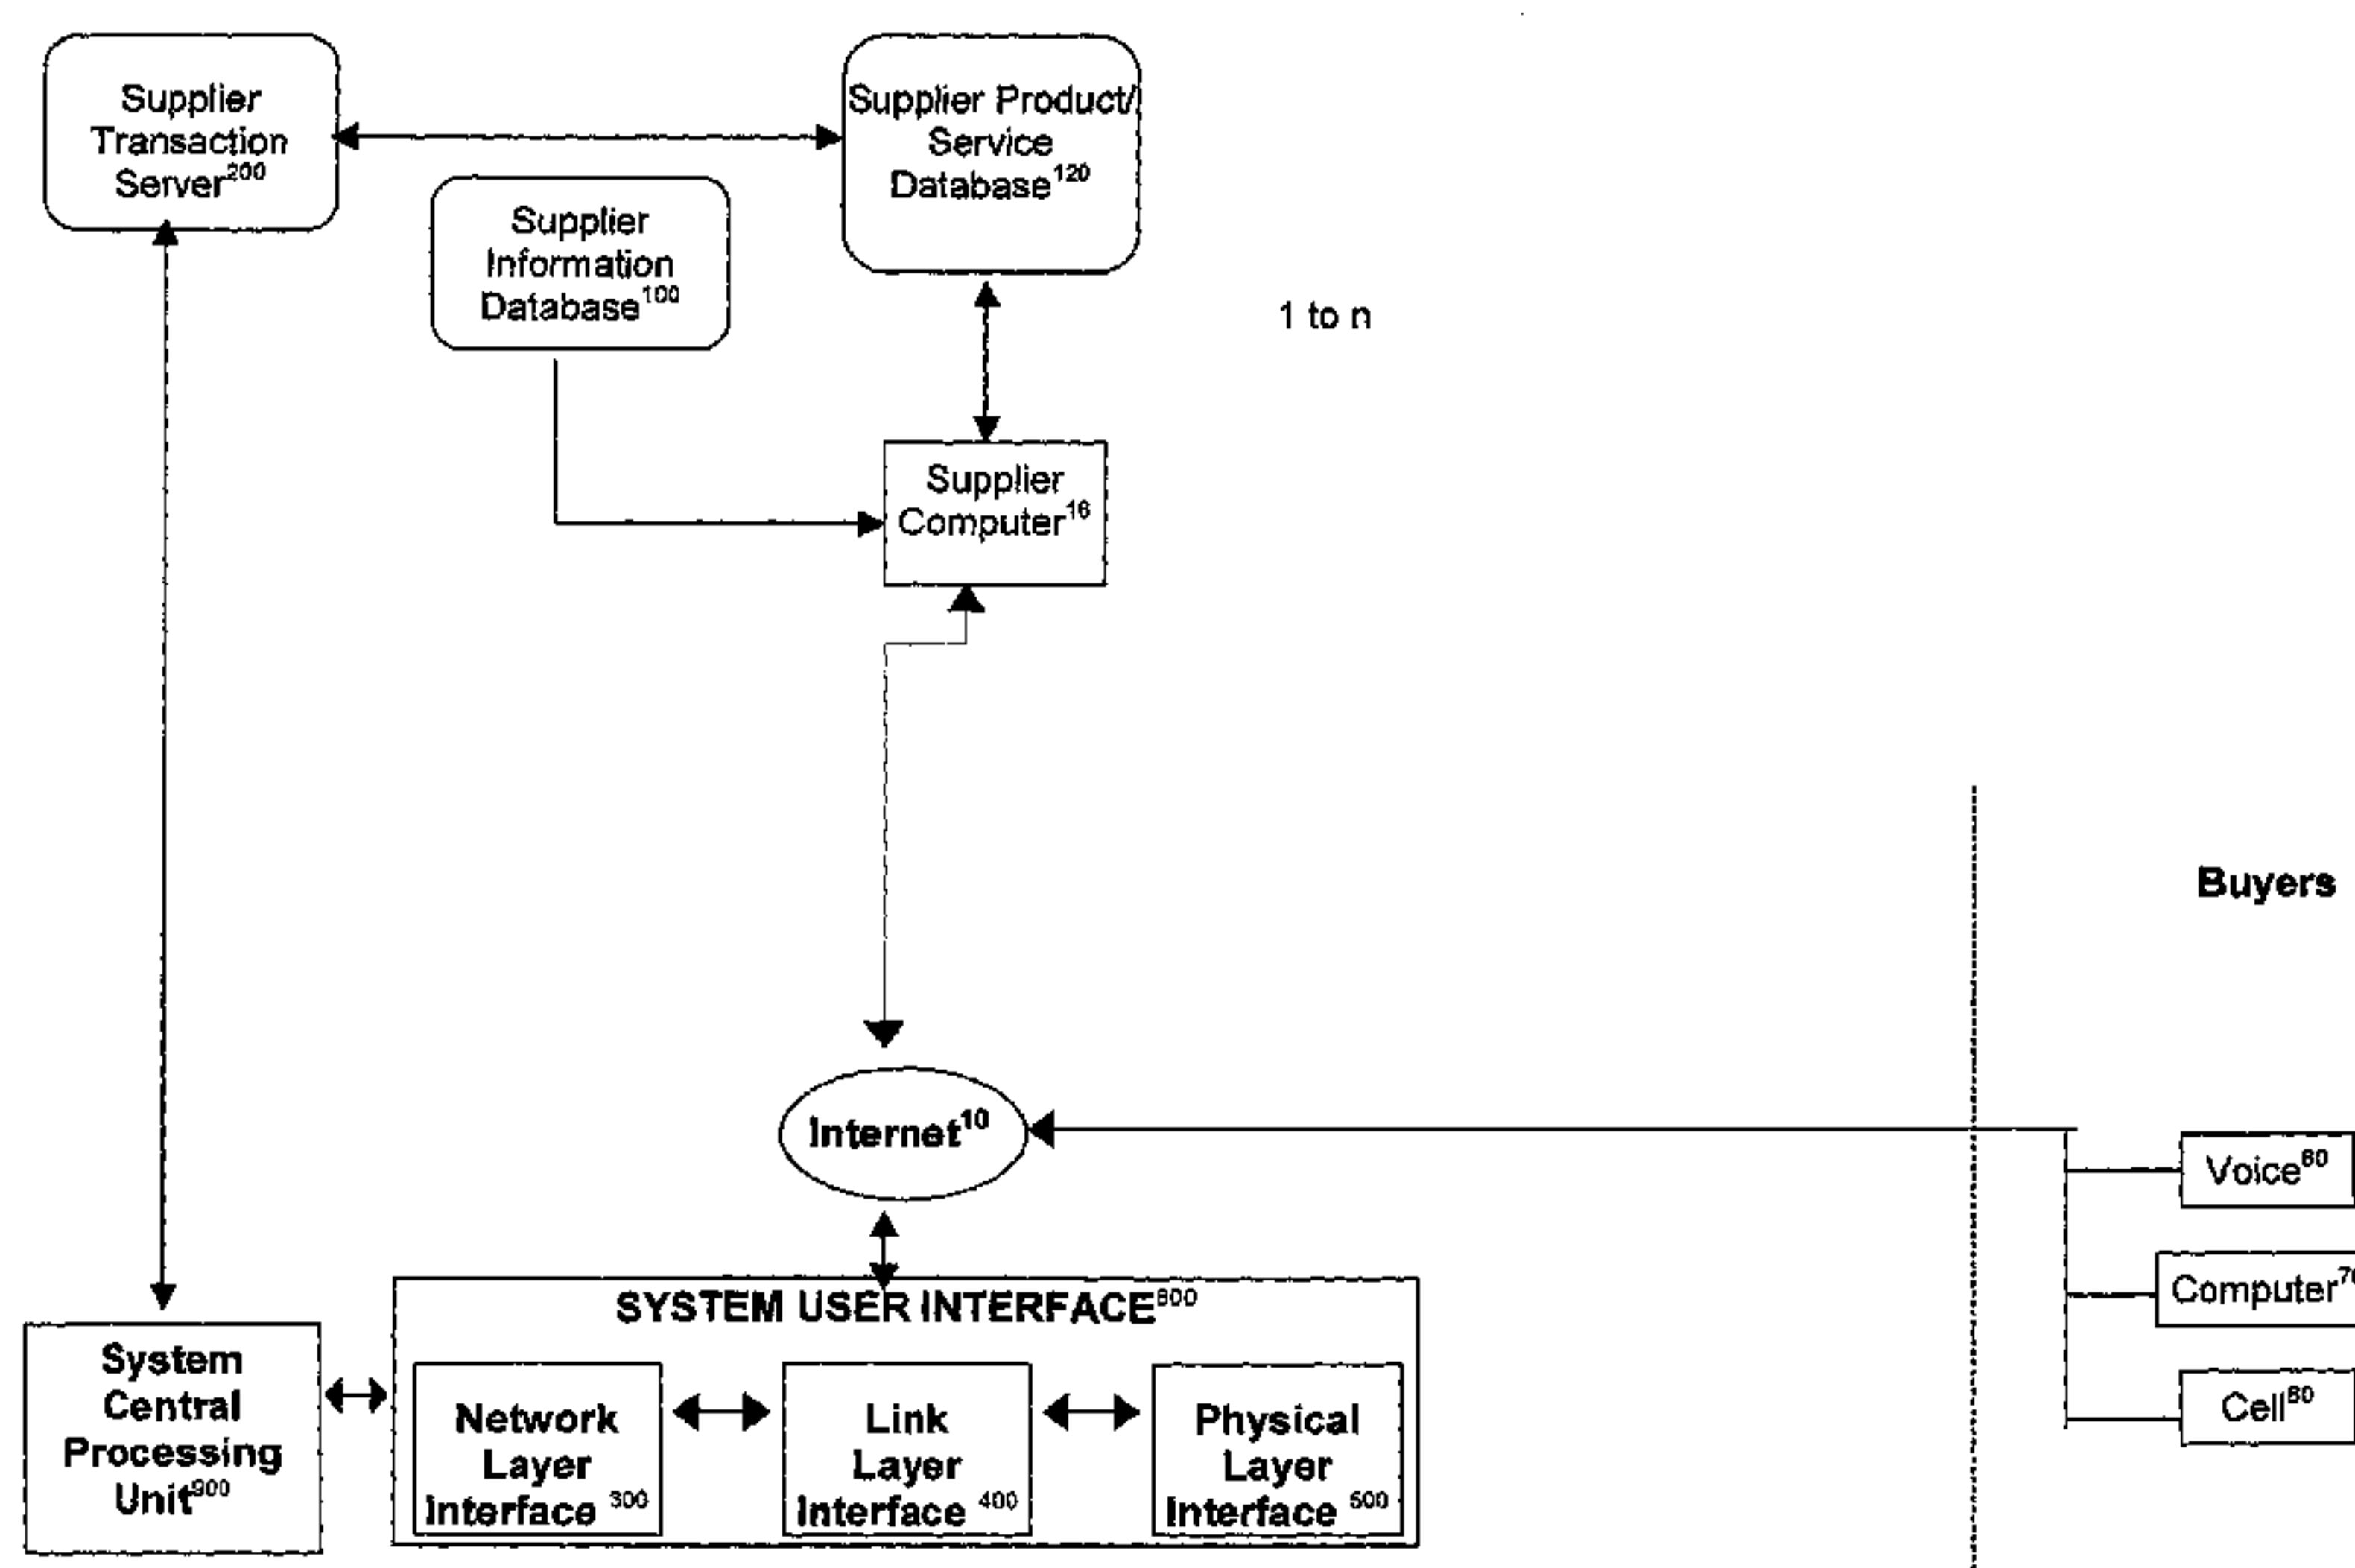 Supplier
Transaction
Server200
Supplier Product/
Service
Database120
Supplier
Information
Database100
1 to n
Supplier
Computer16
Buyers
Internet10
Voice60
Computer70
Cell80
SYSTEM USER INTERFACE800
System
Central
Processing
Unit900
Network
Layer
Interface 300
Link
Layer
Interface 400
Physical
Layer
Interface 500